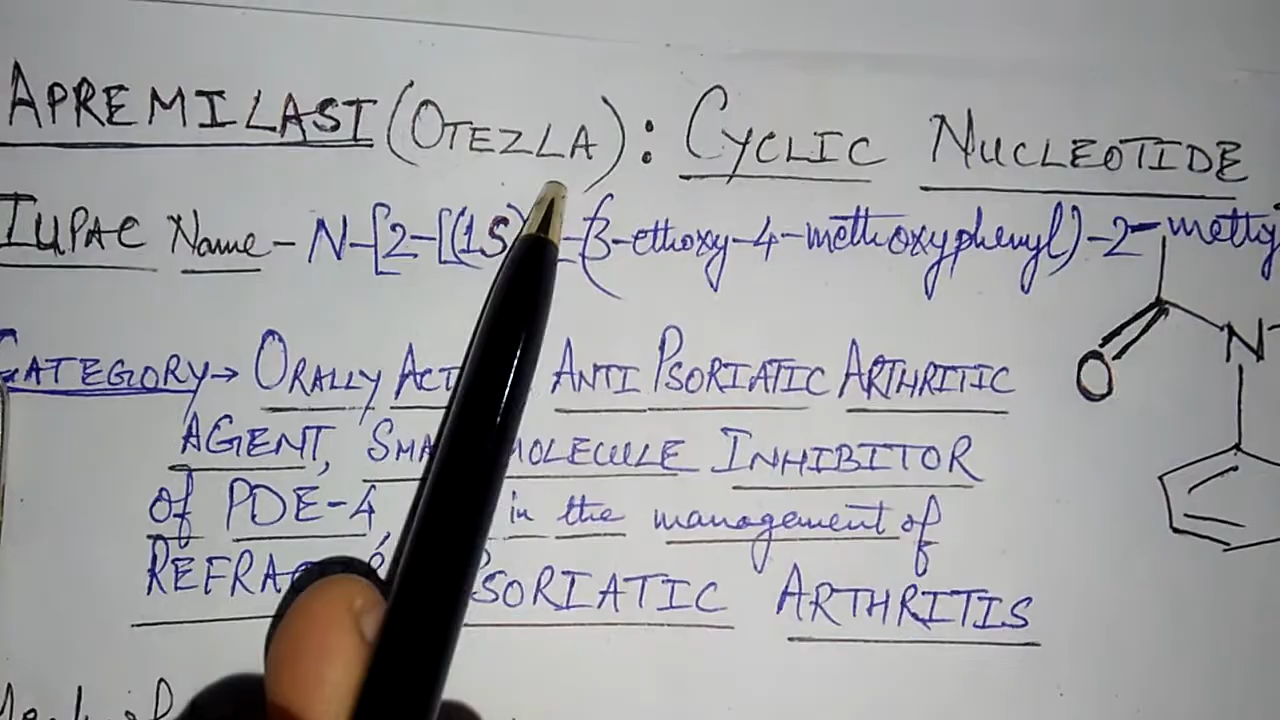 APREMILAST (OTEZLA): CYCLIC NUCLEOTIDE
IUPAC Name - N-[2-[(1S) -(3-ethoxy-4-methoxyphenyl)-2-methy
O N
CATEGORY → ORALLY ACT ANTI PSORIATIC ARTHRITIC
AGENT, SMA MOLECULE INHIBITOR
of PDE-4, in the management of
REFRA PSORIATIC ARTHRITIS